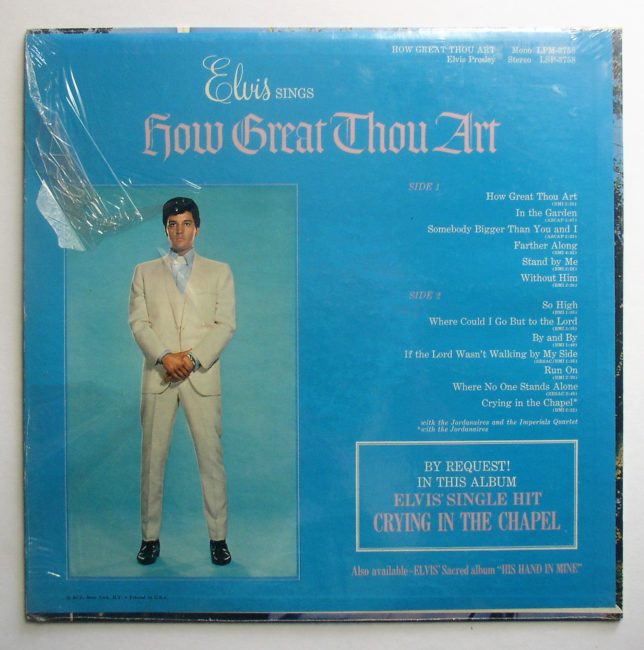 HOW GREAT THOU ART Mono LPM-3758
Elvis Presley Stereo LSP-3758
Elvis SINGS
How Great Thou Art
SIDE 1
How Great Thou Art
In the Garden
Somebody Bigger Than You and I
Farther Along
Stand by Me
Without Him
SIDE 2
So High
Where Could I Go But to the Lord
By and By
If the Lord Wasn't Walking by My Side
Run On
Where No One Stands Alone
Crying in the Chapel*
with the Jordanaires and the Imperials Quartet
*with the Jordanaires
BY REQUEST!
IN THIS ALBUM
ELVIS' SINGLE HIT
CRYING IN THE CHAPEL
Also available—ELVIS' Sacred album "HIS HAND IN MINE"